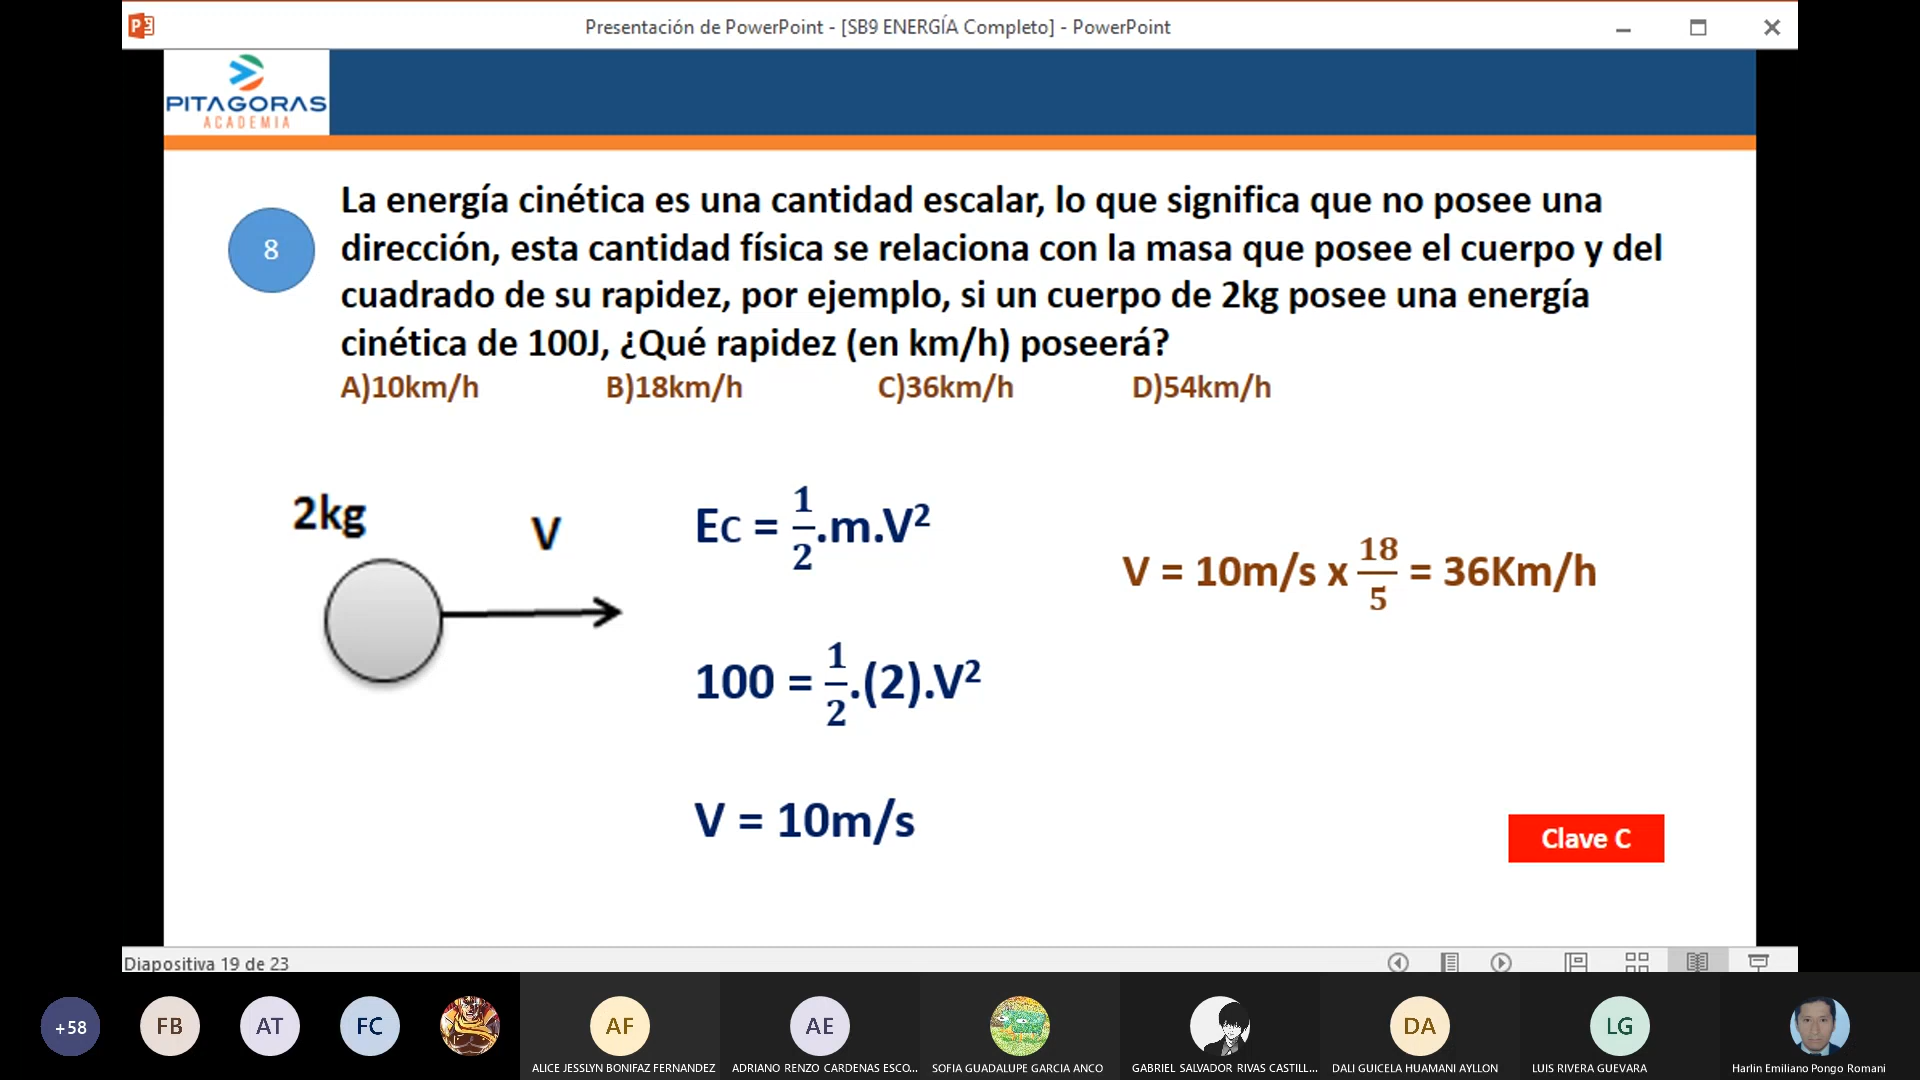 Presentación de PowerPoint - [SB9 ENERGÍA Completo] - PowerPoint
PITAGORAS
ACADEMIA
8
La energía cinética es una cantidad escalar, lo que significa que no posee una
dirección, esta cantidad física se relaciona con la masa que posee el cuerpo y del
cuadrado de su rapidez, por ejemplo, si un cuerpo de 2kg posee una energía
cinética de 100J, ¿Qué rapidez (en km/h) poseerá?
A)10km/h B)18km/h C)36km/h D)54km/h
2kg
V
Ec = 1/2 .m.V²
100 = 1/2 .(2).V²
V = 10m/s
V = 10m/s x 18/5 = 36Km/h
Clave C
Diapositiva 19 de 23
+58 FB AT FC AF AE DA LG
ALICE JESSLYN BONIFAZ FERNANDEZ
ADRIANO RENZO CARDENAS ESCO...
SOFIA GUADALUPE GARCIA ANCO
GABRIEL SALVADOR RIVAS CASTILL...
DALI GUICELA HUAMANI AYLLON
LUIS RIVERA GUEVARA
Harlin Emiliano Pongo Romani